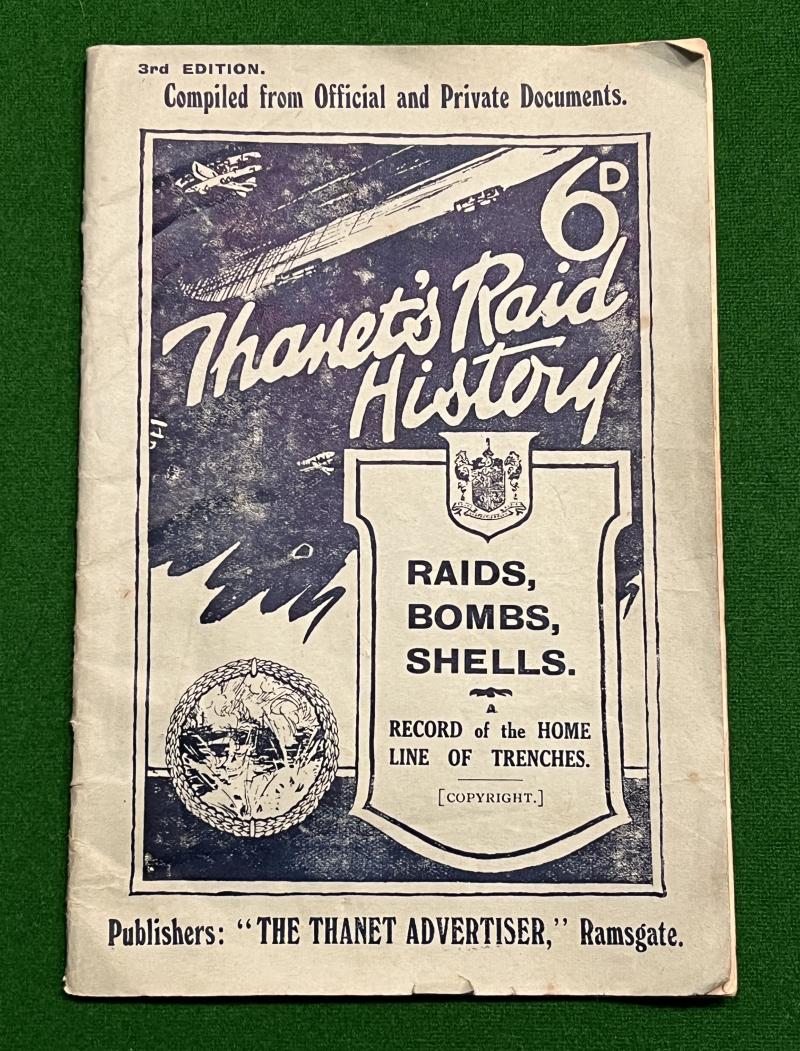 3rd EDITION.
Compiled from Official and Private Documents.
6D
Thanet's Raid
History
RAIDS,
BOMBS,
SHELLS.
A
RECORD of the HOME
LINE OF TRENCHES.
[COPYRIGHT.]
Publishers: "THE THANET ADVERTISER," Ramsgate.